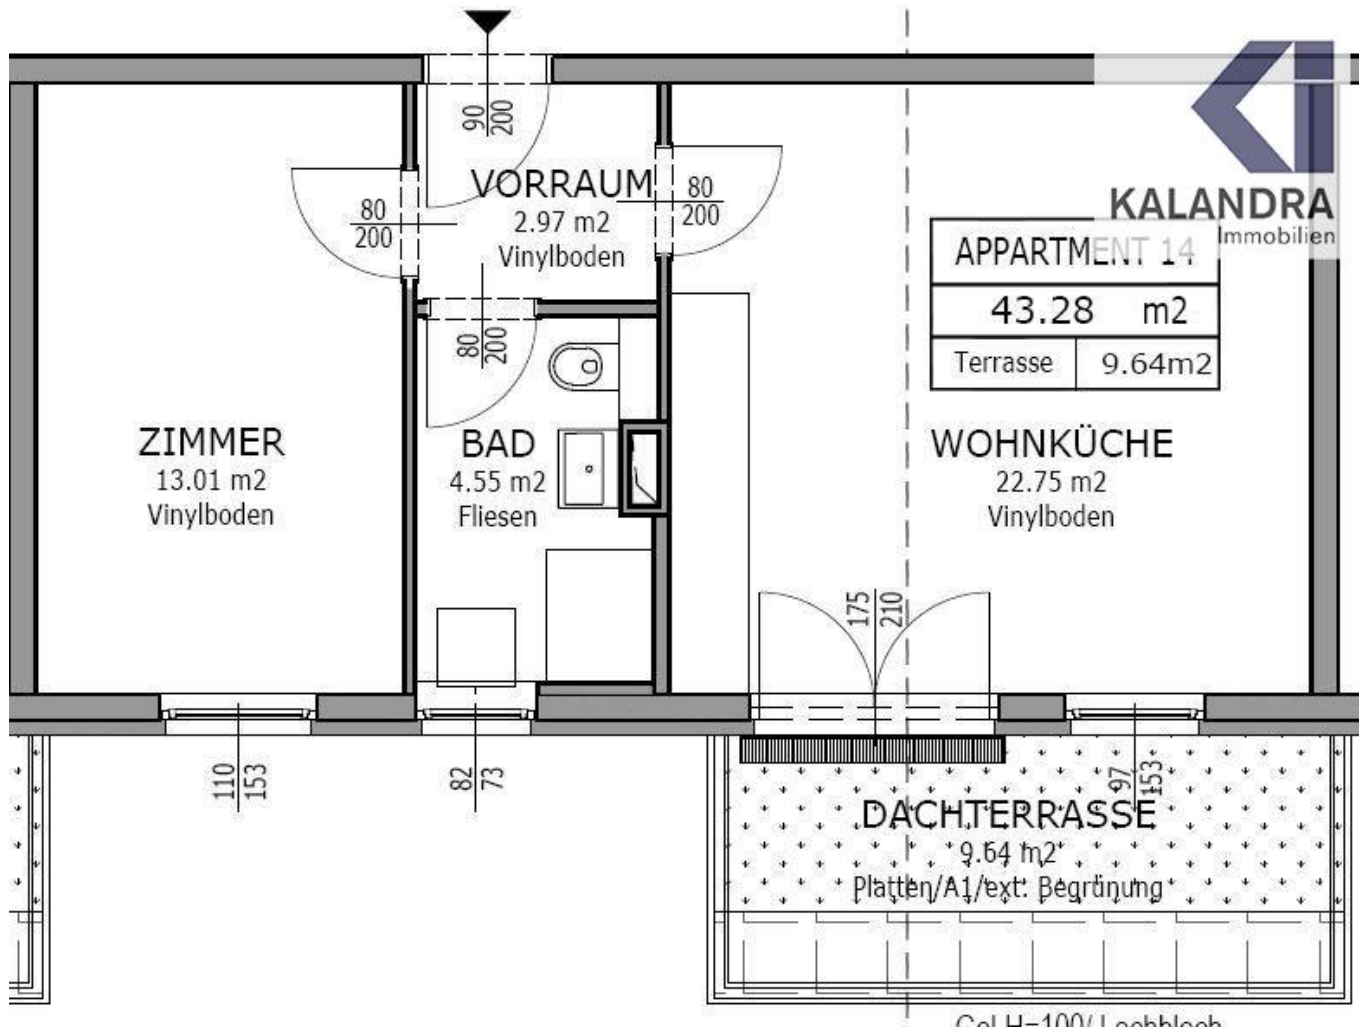 90
200
VORRAUM
2.97 m2
Vinylboden
80
200
80
200
80
200
KALANDRA
Immobilien
APPARTMENT 14
43.28 m2
Terrasse 9.64m2
ZIMMER
13.01 m2
Vinylboden
BAD
4.55 m2
Fliesen
WOHNKÜCHE
22.75 m2
Vinylboden
175
210
110
153
82
73
97
153
DACHTERRASSE
9.64 m2
Platten/A1/ext. Begrünung